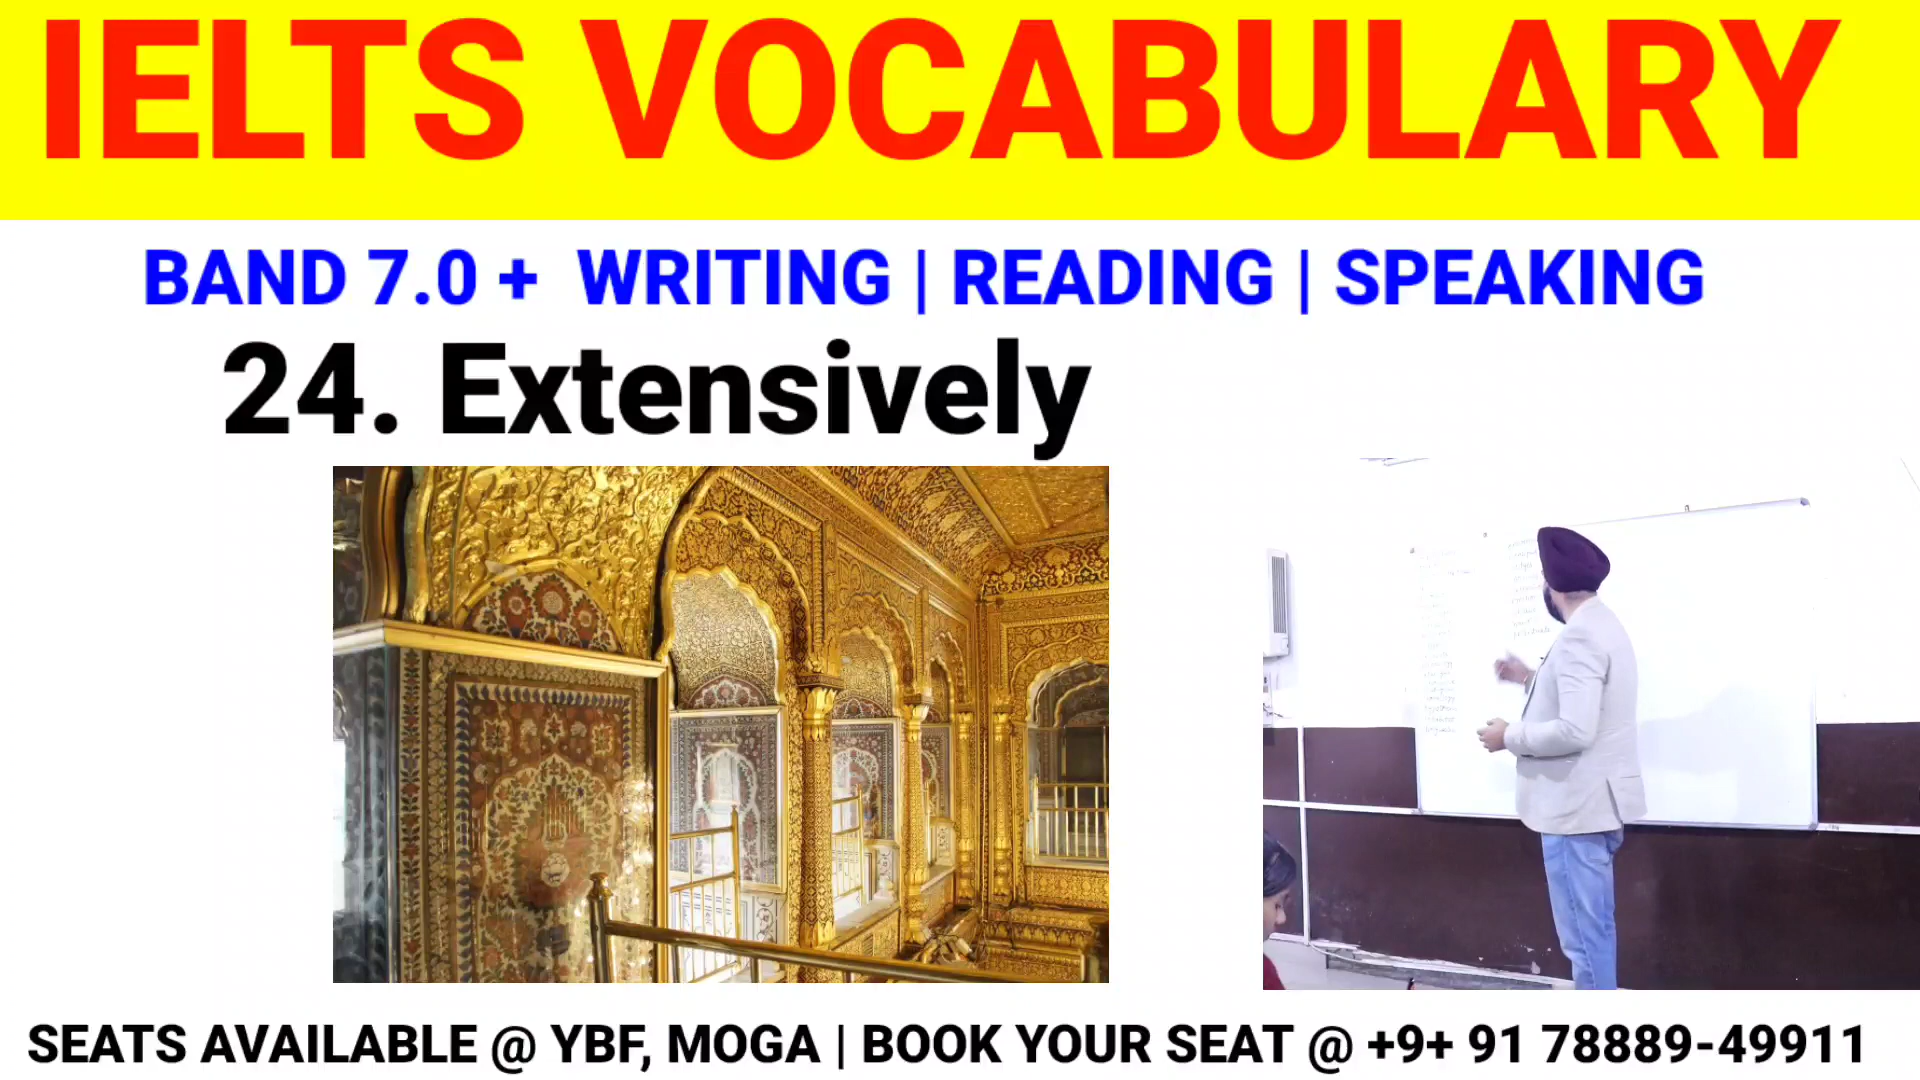 IELTS VOCABULARY
BAND 7.0 + WRITING | READING | SPEAKING
24. Extensively
SEATS AVAILABLE @ YBF, MOGA | BOOK YOUR SEAT @ +9+ 91 78889-49911